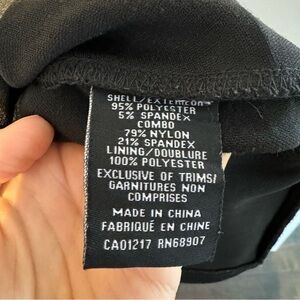 SHELL/EXTERIEUR
95% POLYESTER
5% SPANDEX
COMBO
79% NYLON
21% SPANDEX
LINING/DOUBLURE
100% POLYESTER
EXCLUSIVE OF TRIMS/
GARNITURES NON
COMPRISES
MADE IN CHINA
FABRIQUÉ EN CHINE
CA01217 RN68907